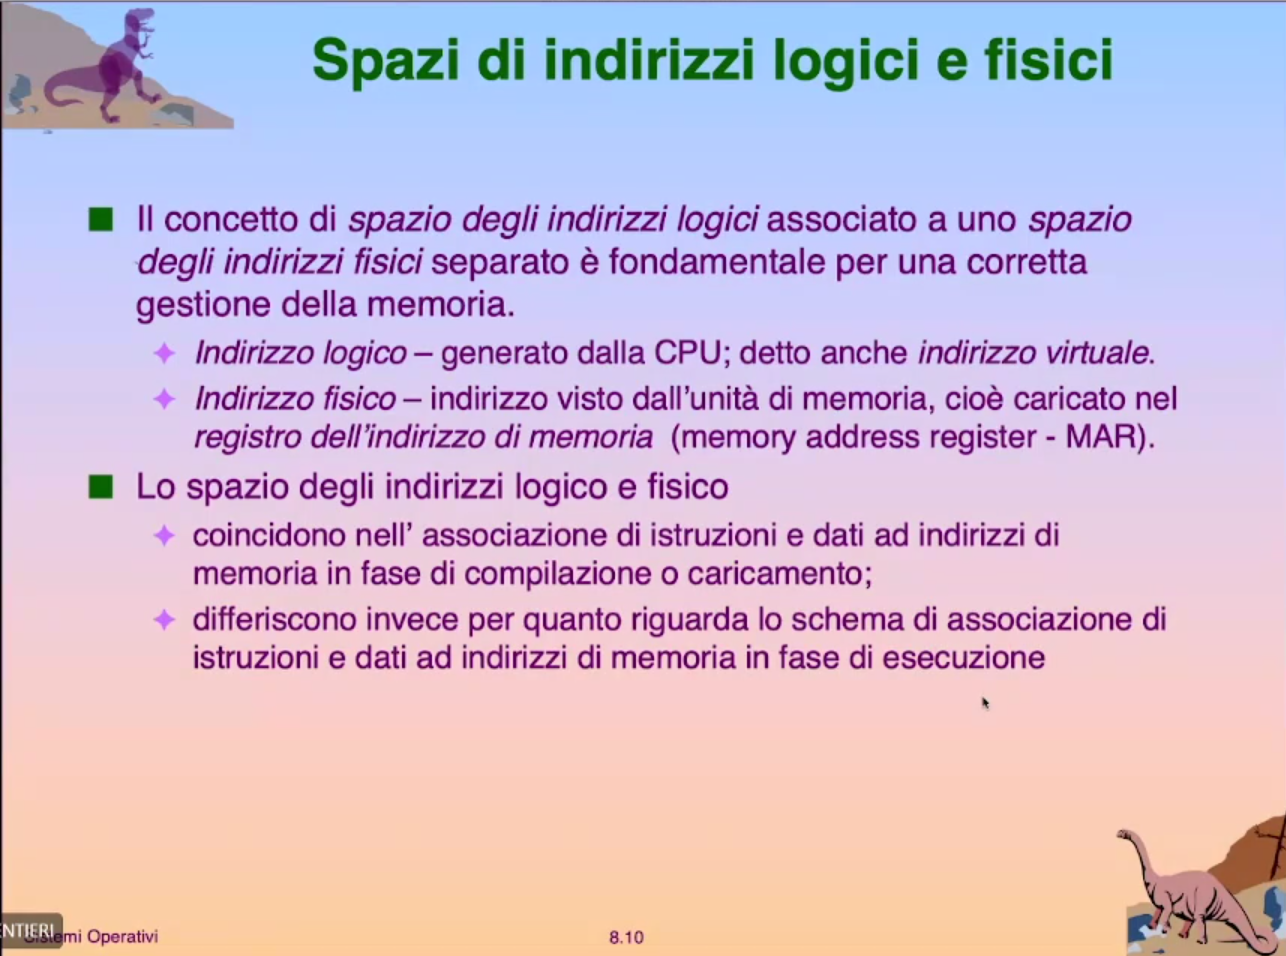 Spazi di indirizzi logici e fisici
Il concetto di spazio degli indirizzi logici associato a uno spazio
degli indirizzi fisici separato è fondamentale per una corretta
gestione della memoria.
Indirizzo logico – generato dalla CPU; detto anche indirizzo virtuale.
Indirizzo fisico – indirizzo visto dall'unità di memoria, cioè caricato nel
registro dell'indirizzo di memoria (memory address register - MAR).
Lo spazio degli indirizzi logico e fisico
coincidono nell' associazione di istruzioni e dati ad indirizzi di
memoria in fase di compilazione o caricamento;
differiscono invece per quanto riguarda lo schema di associazione di
istruzioni e dati ad indirizzi di memoria in fase di esecuzione
ENTIERI
Sistemi Operativi
8.10